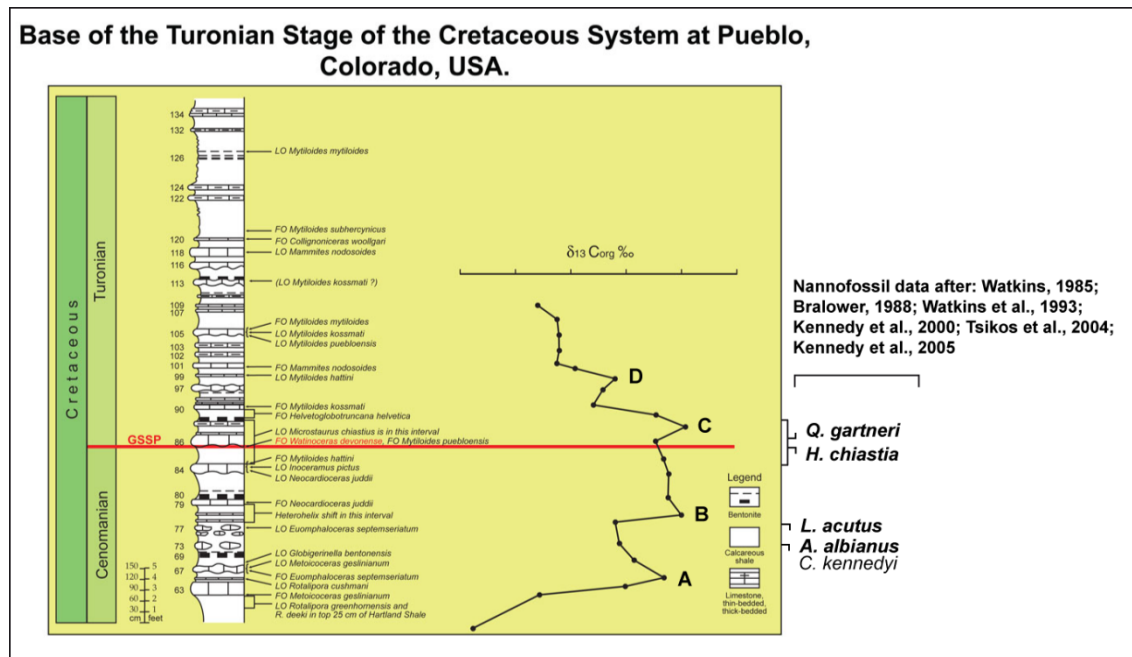 Base of the Turonian Stage of the Cretaceous System at Pueblo,
Colorado, USA.
Cretaceous
Turonian
Cenomanian
134
132
126
LO Mytiloides mytiloides
124
122
FO Mytiloides subhercynicus
120
FO Collignoniceras woollgari
118
LO Mammites nodosoides
116
113
(LO Mytiloides kossmati ?)
109
107
FO Mytiloides mytiloides
105
LO Mytiloides kossmati
LO Mytiloides puebloensis
103
102
101
FO Mammites nodosoides
99
LO Mytiloides hattini
97
90
FO Mytiloides kossmati
FO Helvetoglobotruncana helvetica
LO Microstaurus chiastius is in this interval
GSSP
86
FO Watinoceras devonense, FO Mytiloides puebloensis
FO Mytiloides hattini
84
LO Inoceramus pictus
LO Neocardioceras juddii
80
79
FO Neocardioceras juddii
Heterohelix shift in this interval
77
LO Euomphaloceras septemseriatum
73
69
LO Globigerinella bentonensis
LO Metoicoceras geslinianum
67
FO Euomphaloceras septemseriatum
LO Rotalipora cushmani
63
FO Metoicoceras geslinianum
LO Rotalipora greenhornensis and
R. deeki in top 25 cm of Hartland Shale
150 5
120 4
90 3
60 2
30 1
cm feet
δ13 Corg ‰
D
C
B
A
Legend
Bentonite
Calcareous
shale
Limestone,
thin-bedded,
thick-bedded
Nannofossil data after: Watkins, 1985;
Bralower, 1988; Watkins et al., 1993;
Kennedy et al., 2000; Tsikos et al., 2004;
Kennedy et al., 2005
Q. gartneri
H. chiastia
L. acutus
A. albianus
C. kennedyi